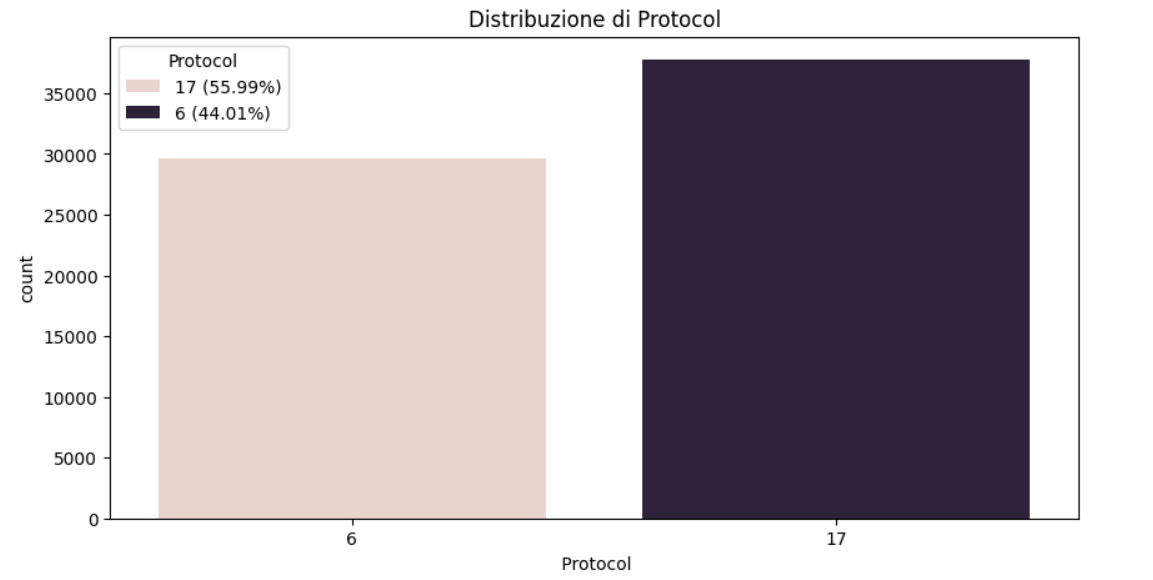 Distribuzione di Protocol
Protocol
17 (55.99%)
6 (44.01%)
35000
30000
25000
20000
15000
10000
5000
0
count
6 17
Protocol